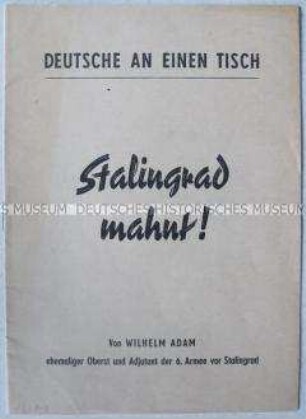 DEUTSCHE AN EINEN TISCH
Stalingrad
MUSEUM DEUTSCHES HISTORISCHES MUSEUM
mahnt!
Von WILHELM ADAM
ehemaliger Oberst und Adjutant der 6. Armee vor Stalingrad